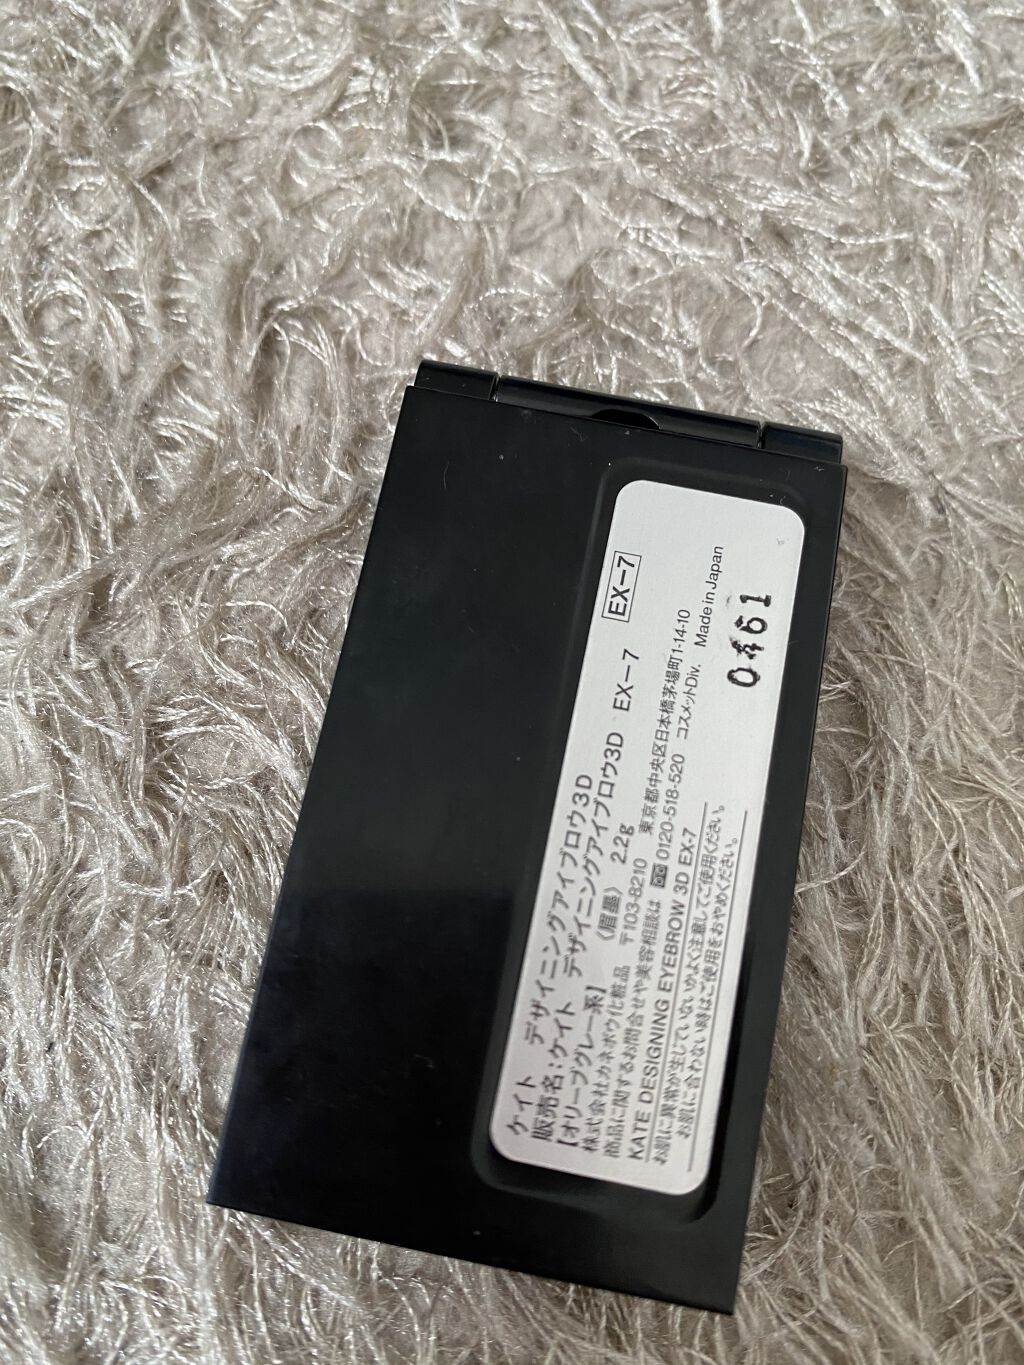 ケイト デザイニングアイブロウ3D EX-7
販売名:ケイト デザイニングアイブロウ3D EX-7
【オリーブグレー系】 〈眉墨〉 2.2g
株式会社カネボウ化粧品 〒103-8210 東京都中央区日本橋茅場町1-14-10
商品に関するお問合せや美容相談は 0120-518-520 コスメットDiv. Made in Japan
KATE DESIGNING EYEBROW 3D EX-7
お肌に異常が生じていないかよく注意してご使用ください。
お肌に合わない時はご使用をおやめください。